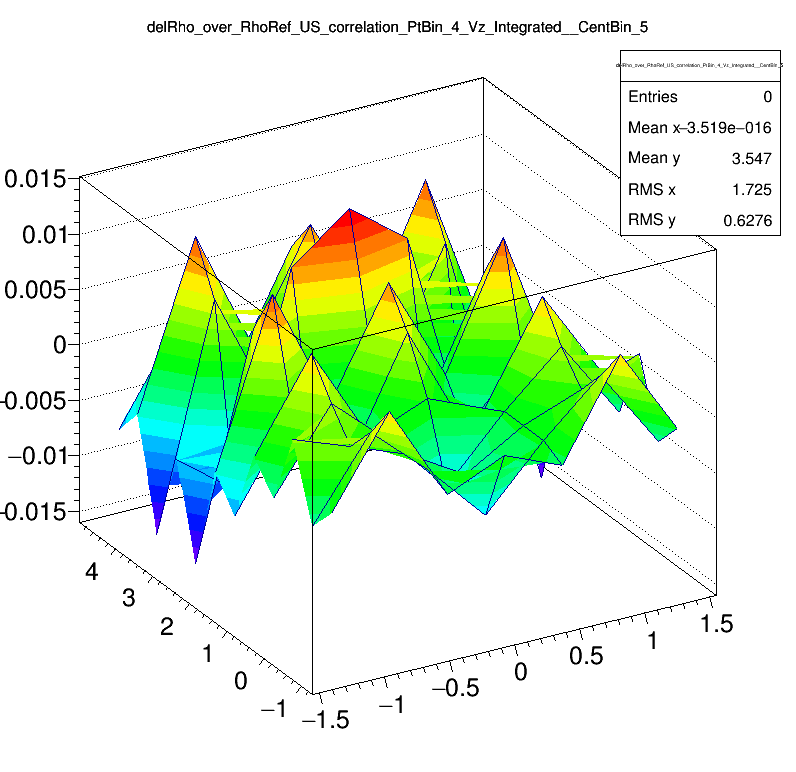 delRho_over_RhoRef_US_correlation_PtBin_4_Vz_Integrated__CentBin_5
delRho_over_RhoRef_US_correlation_PtBin_4_Vz_Integrated__CentBin_5
Entries 0
Mean x −3.519e−016
Mean y 3.547
RMS x 1.725
RMS y 0.6276
0.015
0.01
0.005
0
−0.005
−0.01
−0.015
4
3
2
1
0
−1
−1.5
−1
−0.5
0
0.5
1
1.5